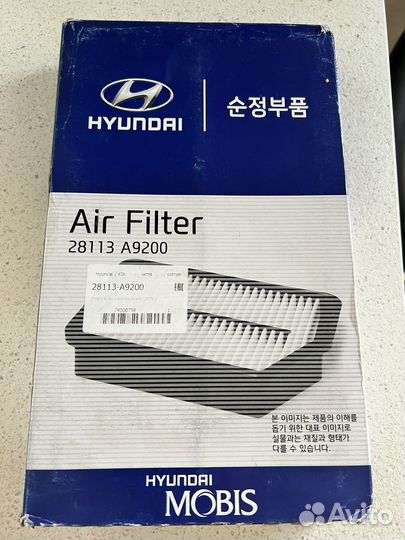 HYUNDAI
순정부품
Air Filter
28113 A9200
28113-A9200
EAC
74200758
본 이미지는 제품의 이해를
돕기 위한 대표 이미지로
실물과는 재질과 형태가
다를 수 있습니다.
HYUNDAI
MOBIS
Avito